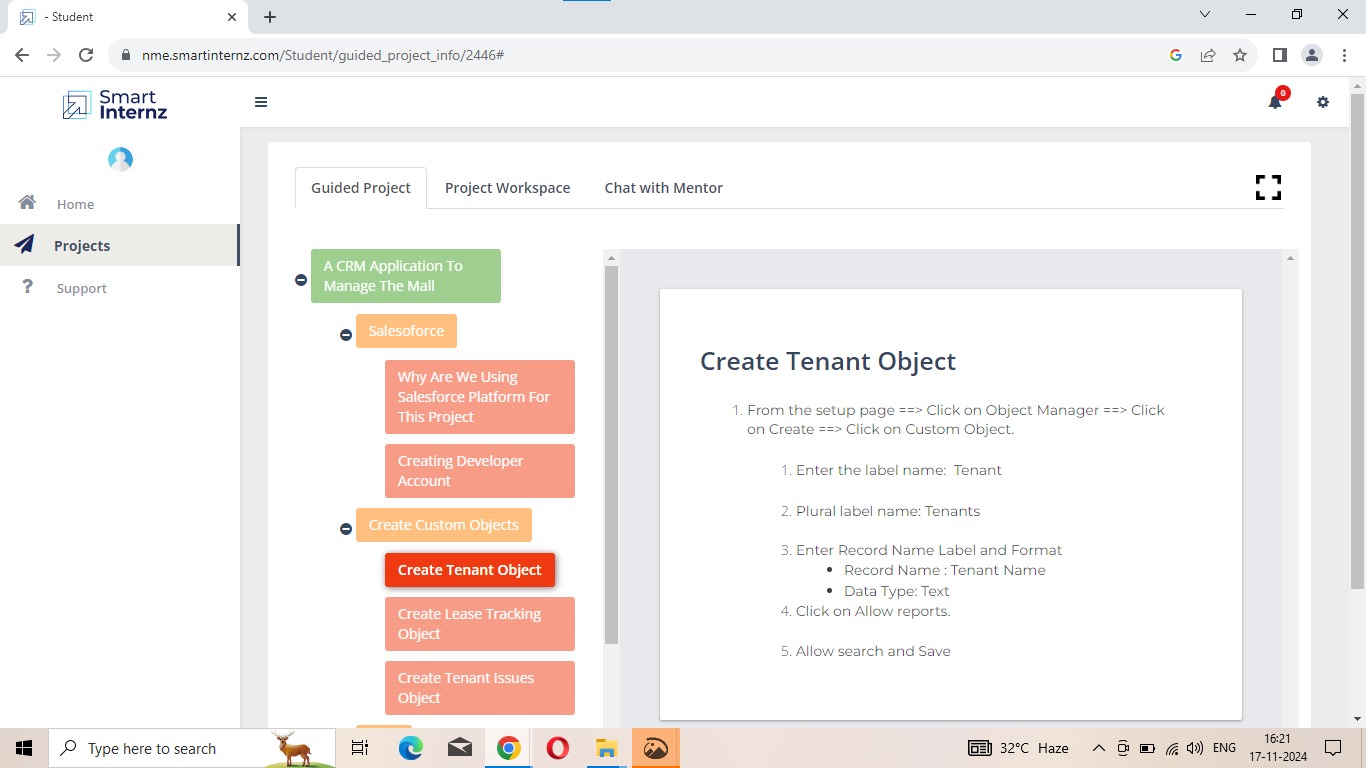 - Student
nme.smartinternz.com/Student/guided_project_info/2446#
Smart
Internz
0
Home
Projects
Support
Guided Project
Project Workspace
Chat with Mentor
A CRM Application To
Manage The Mall
Salesoforce
Why Are We Using
Salesforce Platform For
This Project
Creating Developer
Account
Create Custom Objects
Create Tenant Object
Create Lease Tracking
Object
Create Tenant Issues
Object
Create Tenant Object
1. From the setup page ==> Click on Object Manager ==> Click
on Create ==> Click on Custom Object.
1. Enter the label name: Tenant
2. Plural label name: Tenants
3. Enter Record Name Label and Format
• Record Name : Tenant Name
• Data Type: Text
4. Click on Allow reports.
5. Allow search and Save
Type here to search
32°C Haze
ENG
16:21
17-11-2024